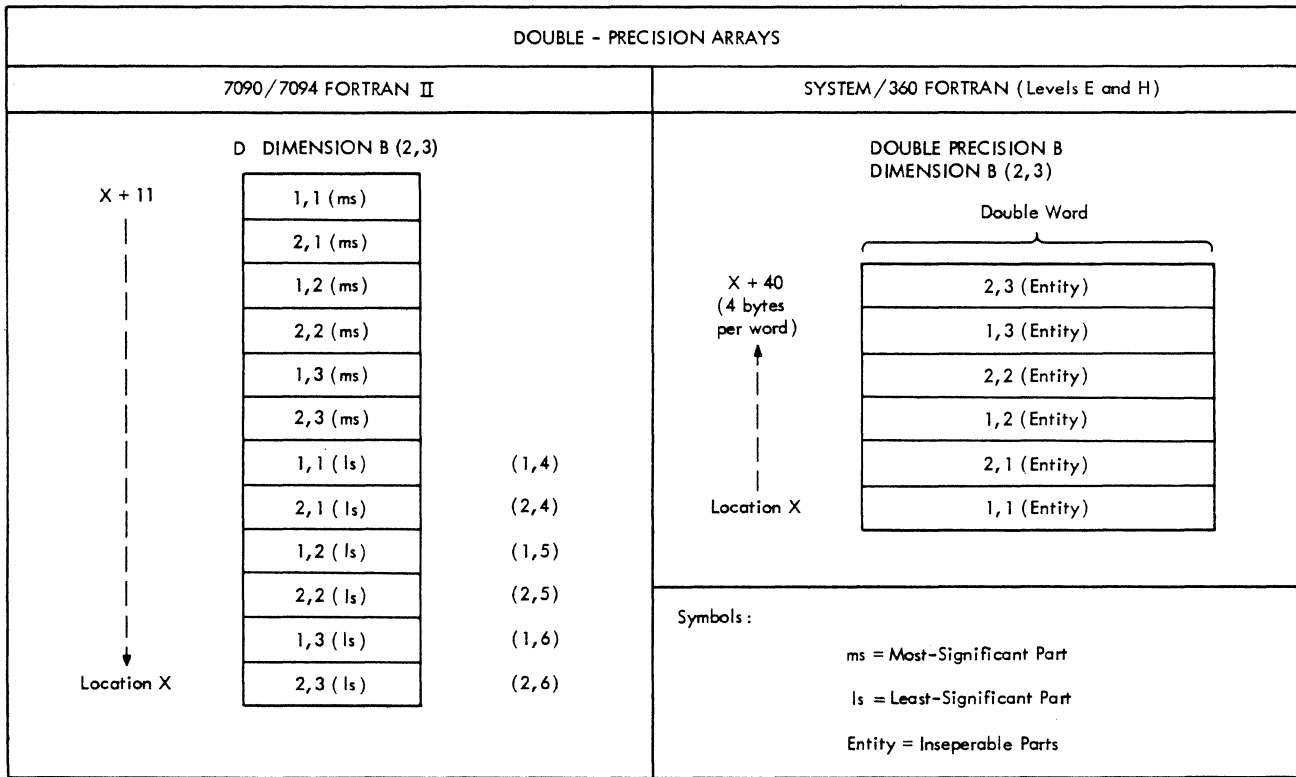 DOUBLE - PRECISION ARRAYS
7090/7094 FORTRAN II
D DIMENSION B (2,3)
X + 11
1,1 (ms)
2,1 (ms)
1,2 (ms)
2,2 (ms)
1,3 (ms)
2,3 (ms)
1,1 (ls) (1,4)
2,1 (ls) (2,4)
1,2 (ls) (1,5)
2,2 (ls) (2,5)
1,3 (ls) (1,6)
Location X 2,3 (ls) (2,6)
SYSTEM/360 FORTRAN (Levels E and H)
DOUBLE PRECISION B
DIMENSION B (2,3)
Double Word
X + 40
(4 bytes
per word)
2,3 (Entity)
1,3 (Entity)
2,2 (Entity)
1,2 (Entity)
2,1 (Entity)
Location X 1,1 (Entity)
Symbols:
ms = Most-Significant Part
ls = Least-Significant Part
Entity = Inseperable Parts